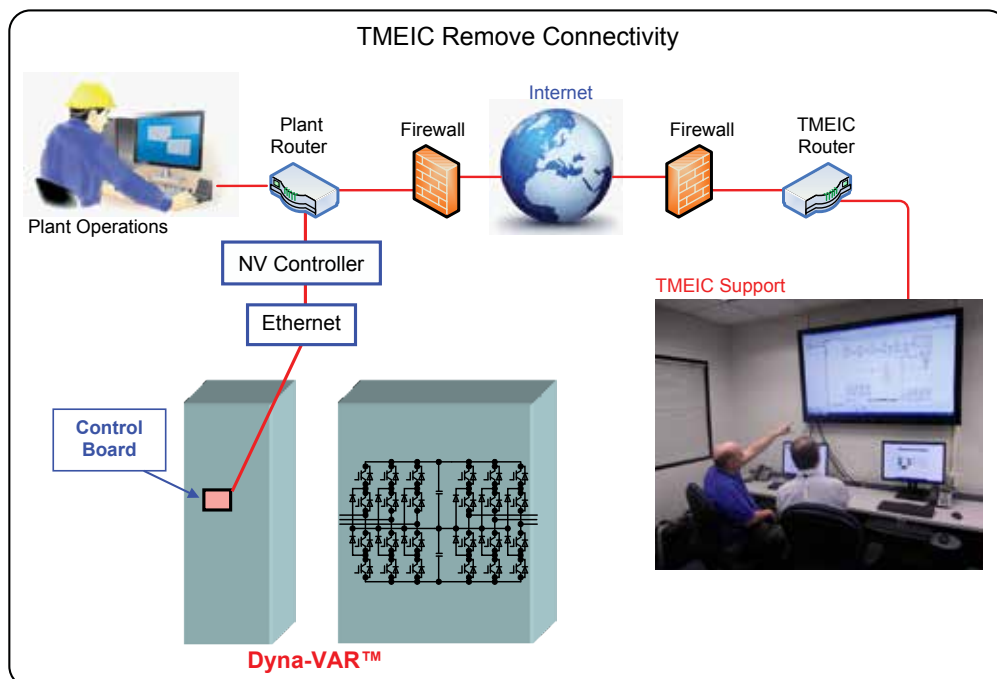 TMEIC Remove Connectivity
Internet
Plant
Router
Firewall
Firewall
TMEIC
Router
Plant Operations
NV Controller
Ethernet
TMEIC Support
Control
Board
Dyna-VAR™